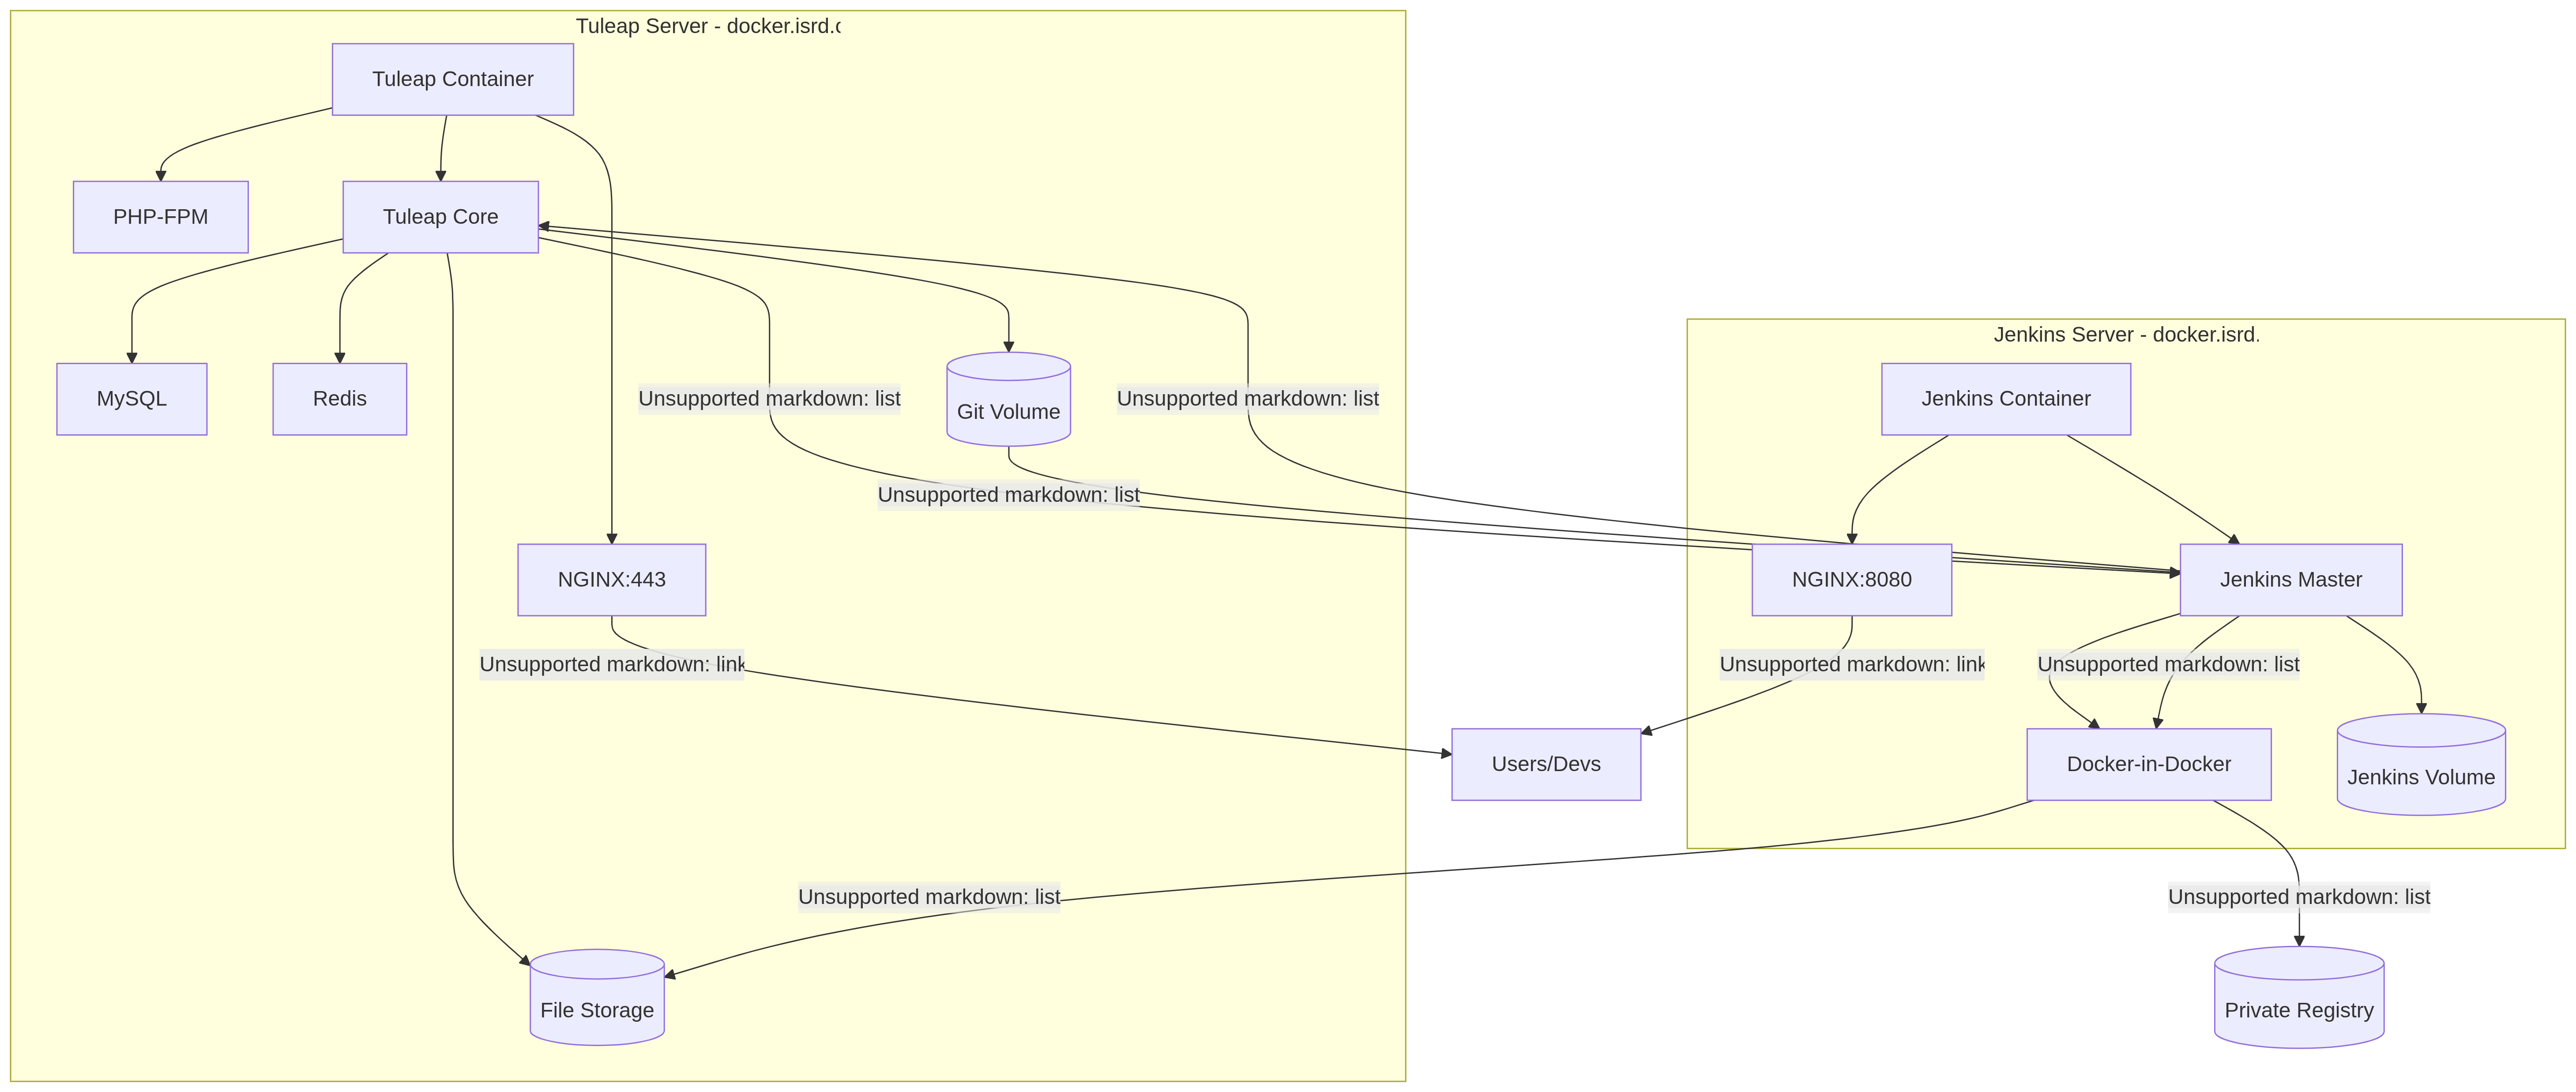 Tuleap Server - docker.isrd.c
Tuleap Container
PHP-FPM
Tuleap Core
Jenkins Server - docker.isrd.
MySQL
Redis
Unsupported markdown: list
Git Volume
Unsupported markdown: list
Jenkins Container
Unsupported markdown: list
NGINX:443
NGINX:8080
Jenkins Master
Unsupported markdown: link
Unsupported markdown: link
Unsupported markdown: list
Users/Devs
Docker-in-Docker
Jenkins Volume
Unsupported markdown: list
Unsupported markdown: list
File Storage
Private Registry